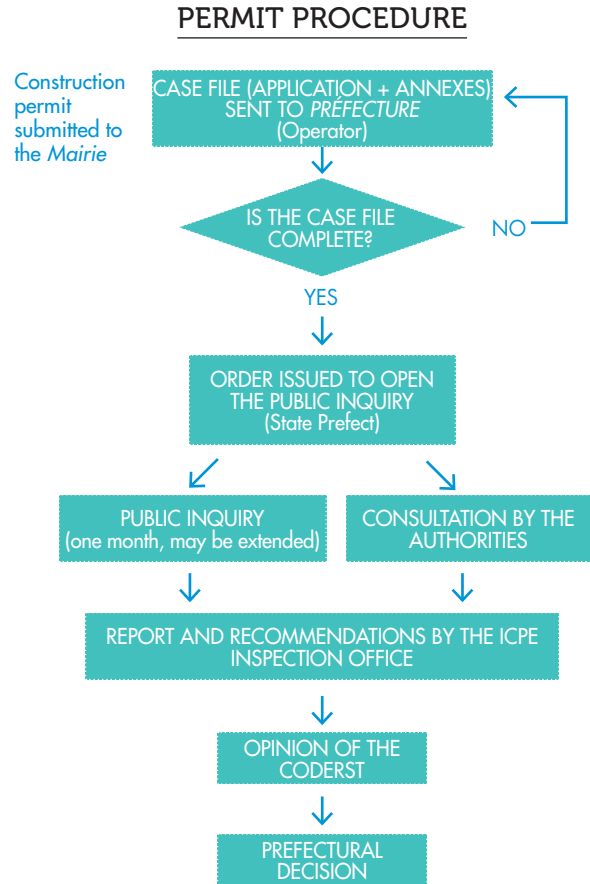 PERMIT PROCEDURE
Construction
permit
submitted to
the Mairie
CASE FILE (APPLICATION + ANNEXES)
SENT TO PRÉFECTURE
(Operator)
IS THE CASE FILE
COMPLETE?
NO
YES
ORDER ISSUED TO OPEN
THE PUBLIC INQUIRY
(State Prefect)
PUBLIC INQUIRY
(one month, may be extended)
CONSULTATION BY THE
AUTHORITIES
REPORT AND RECOMMENDATIONS BY THE ICPE
INSPECTION OFFICE
OPINION OF THE
CODERST
PREFECTURAL
DECISION